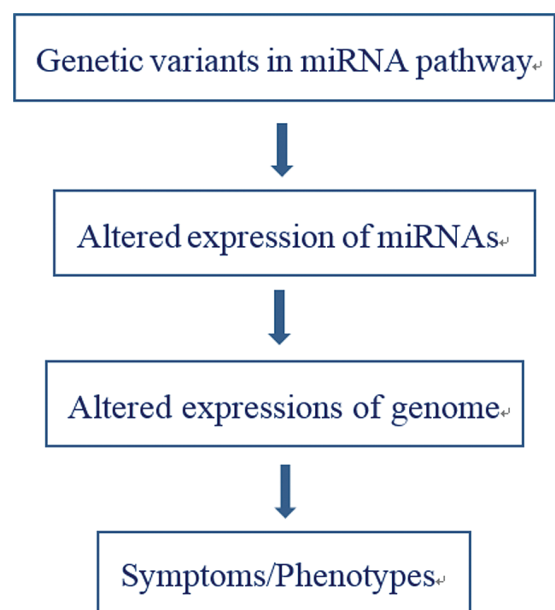 Genetic variants in miRNA pathway
Altered expression of miRNAs
Altered expressions of genome
Symptoms/Phenotypes